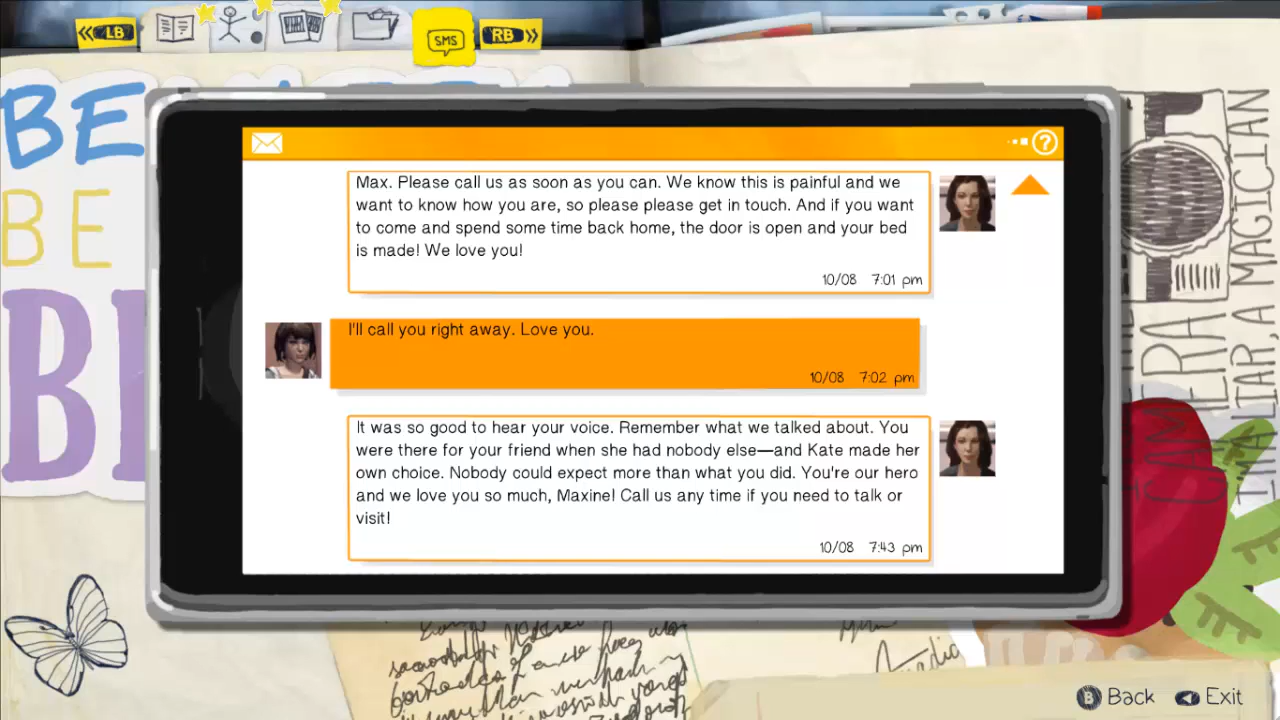 LB
SMS
RB
BE
BE
Max. Please call us as soon as you can. We know this is painful and we
want to know how you are, so please please get in touch. And if you want
to come and spend some time back home, the door is open and your bed
is made! We love you!
10/08 7:01 pm
I'll call you right away. Love you.
10/08 7:02 pm
It was so good to hear your voice. Remember what we talked about. You
were there for your friend when she had nobody else—and Kate made her
own choice. Nobody could expect more than what you did. You're our hero
and we love you so much, Maxine! Call us any time if you need to talk or
visit!
10/08 7:43 pm
A MAGICIAN
B Back Exit